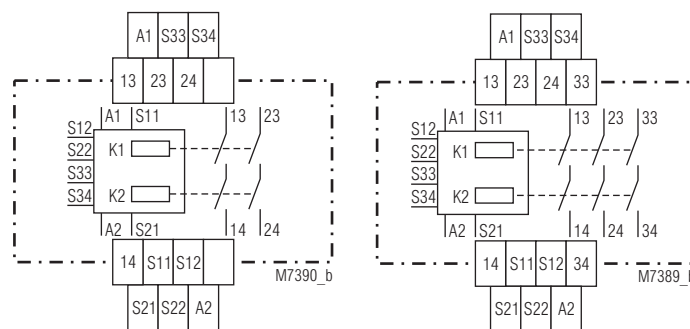 A1 S33 S34
13 23 24
A1 S11 13 23
S12
S22
S33
S34
K1
K2
A2 S21 14 24
14 S11 S12
M7390_b
S21 S22 A2
A1 S33 S34
13 23 24 33
A1 S11 13 23 33
S12
S22
S33
S34
K1
K2
A2 S21 14 24 34
14 S11 S12 34
M7389_b
S21 S22 A2